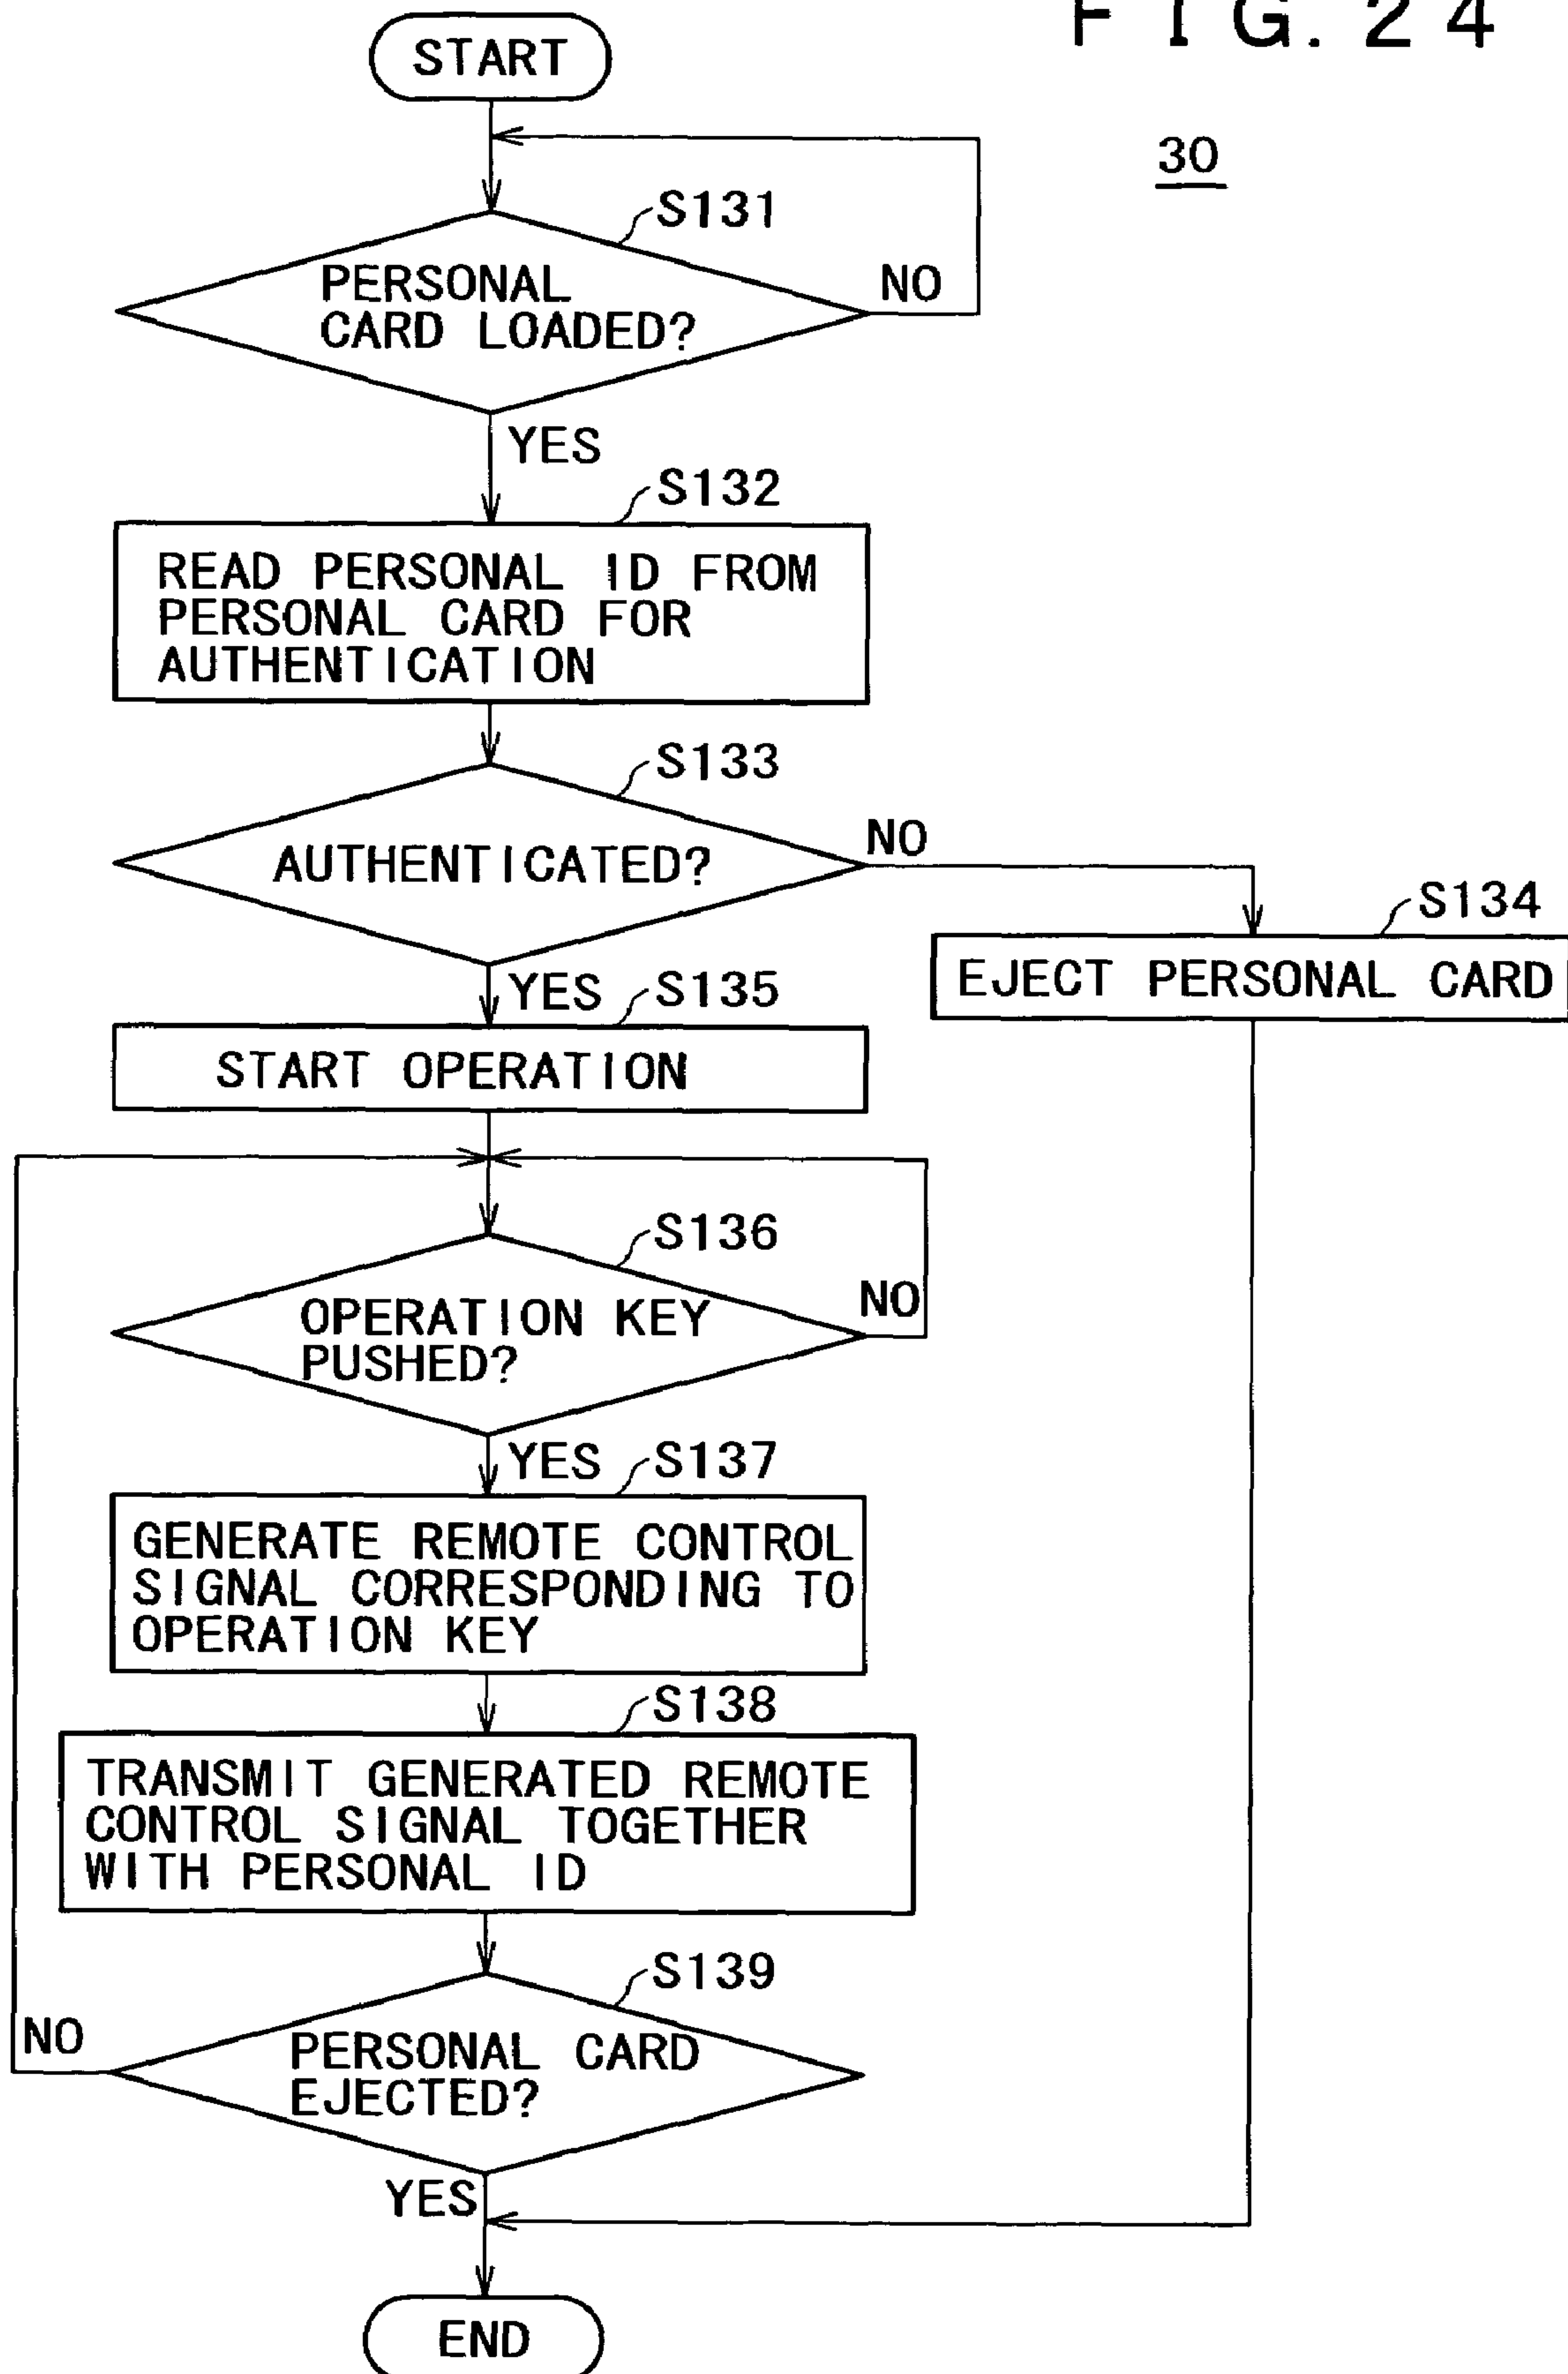 FIG. 24
START
30
S131
PERSONAL
CARD LOADED?
NO
YES
S132
READ PERSONAL ID FROM
PERSONAL CARD FOR
AUTHENTICATION
S133
AUTHENTICATED?
NO
S134
EJECT PERSONAL CARD
YES
S135
START OPERATION
S136
OPERATION KEY
PUSHED?
NO
YES
S137
GENERATE REMOTE CONTROL
SIGNAL CORRESPONDING TO
OPERATION KEY
S138
TRANSMIT GENERATED REMOTE
CONTROL SIGNAL TOGETHER
WITH PERSONAL ID
S139
PERSONAL CARD
EJECTED?
NO
YES
END